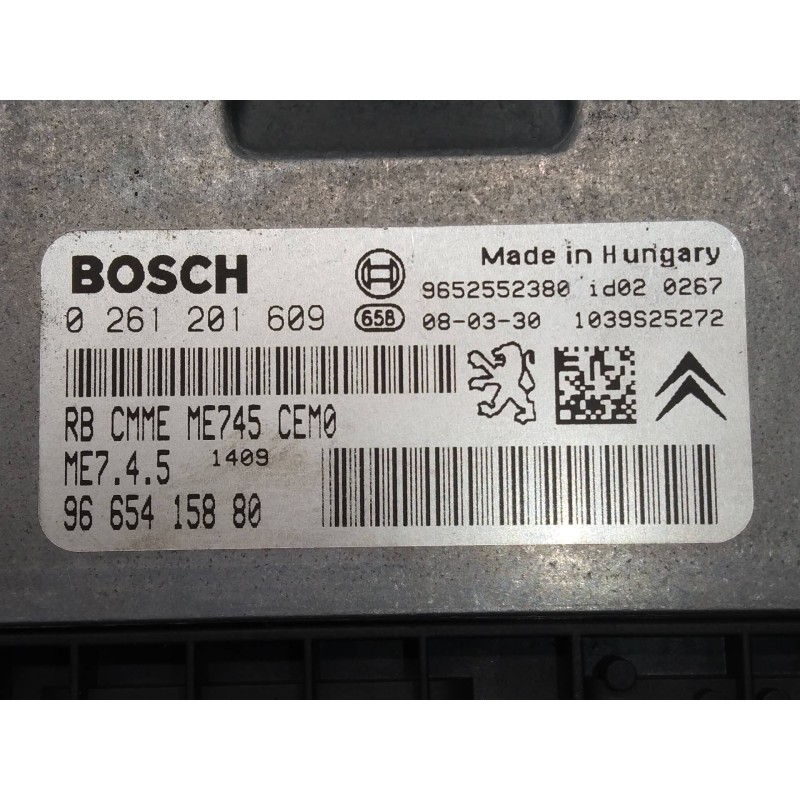 BOSCH
Made in Hungary
9652552380 id02 0267
0 261 201 609 65B 08-03-30 1039S25272
RB CMME ME745 CEM0
ME7.4.5 1409
96 654 158 80